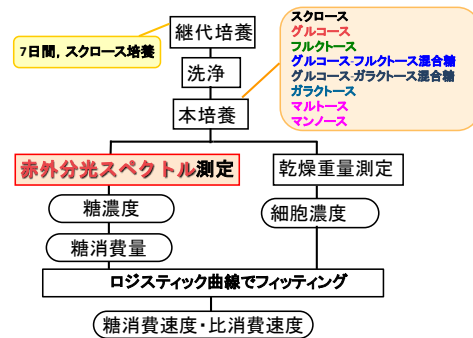 継代培養
7日間，スクロース培養
洗浄
本培養
スクロース
グルコース
フルクトース
グルコース-フルクトース混合糖
グルコース-ガラクトース混合糖
ガラクトース
マルトース
マンノース
赤外分光スペクトル測定
乾燥重量測定
糖濃度
細胞濃度
糖消費量
ロジスティック曲線でフィッティング
糖消費速度・比消費速度